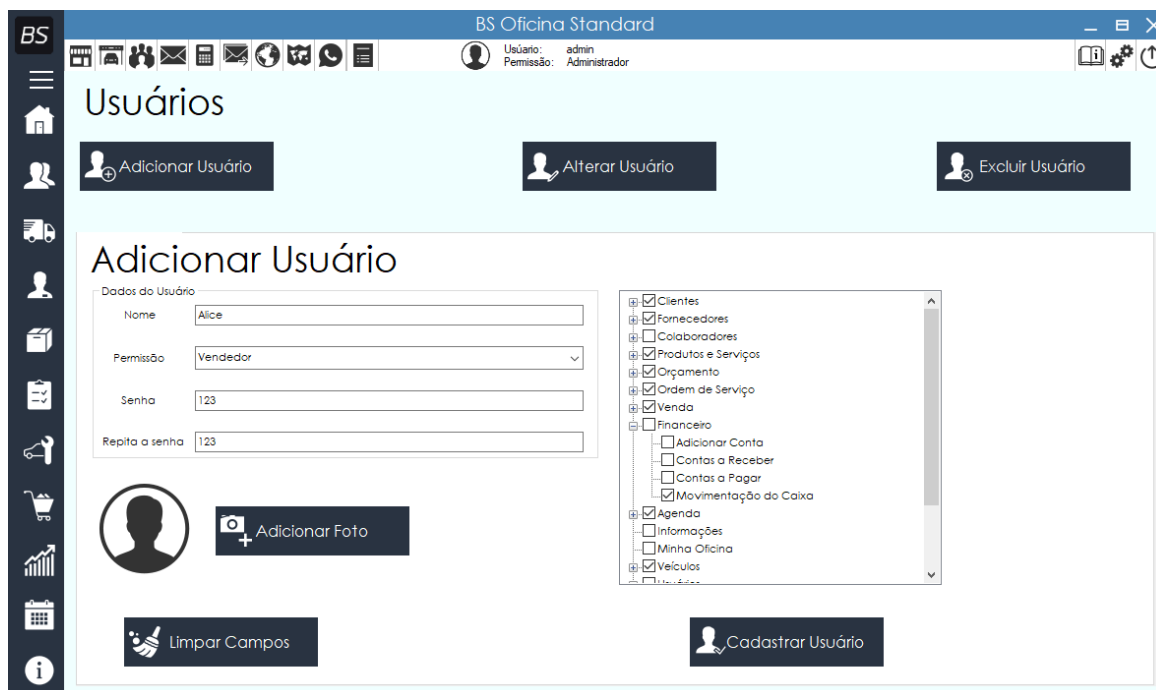 BS
BS Oficina Standard
Usúario: admin
Permissão: Administrador
Usuários
Adicionar Usuário
Alterar Usuário
Excluir Usuário
Adicionar Usuário
Dados do Usuário
Nome
Alice
Permissão
Vendedor
Senha
123
Repita a senha
123
Adicionar Foto
Limpar Campos
Clientes
Fornecedores
Colaboradores
Produtos e Serviços
Orçamento
Ordem de Serviço
Venda
Financeiro
Adicionar Conta
Contas a Receber
Contas a Pagar
Movimentação do Caixa
Agenda
Informações
Minha Oficina
Veículos
Cadastrar Usuário